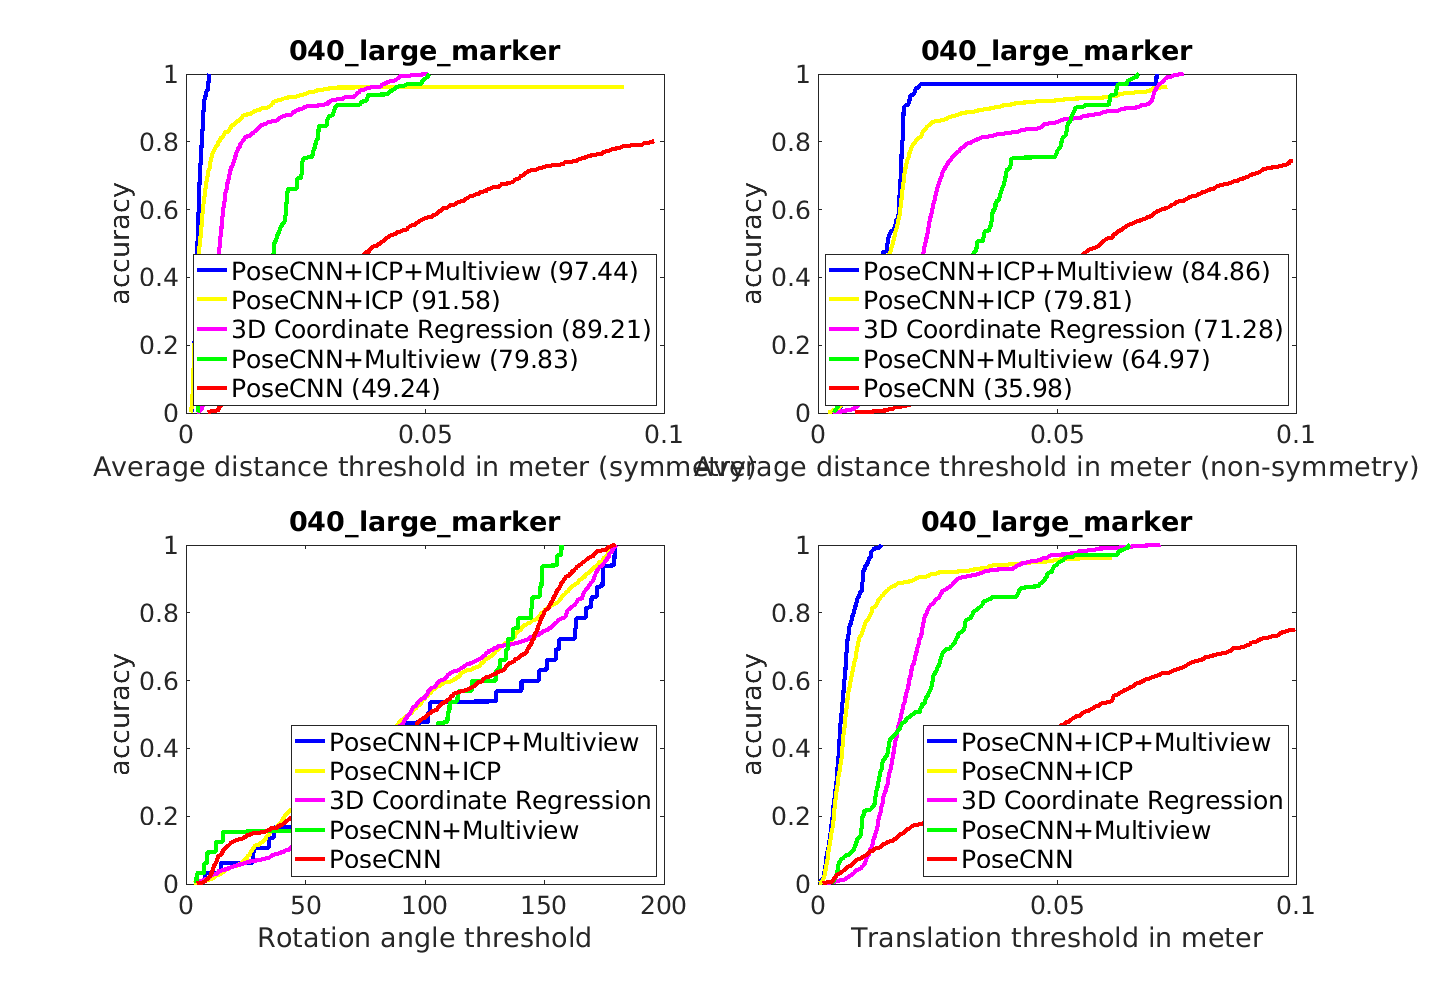 040_large_marker
1
0.8
0.6
0.4
0.2
0
accuracy
PoseCNN+ICP+Multiview (97.44)
PoseCNN+ICP (91.58)
3D Coordinate Regression (89.21)
PoseCNN+Multiview (79.83)
PoseCNN (49.24)
0 0.05 0.1
Average distance threshold in meter (symmetry)
040_large_marker
1
0.8
0.6
0.4
0.2
0
accuracy
PoseCNN+ICP+Multiview (84.86)
PoseCNN+ICP (79.81)
3D Coordinate Regression (71.28)
PoseCNN+Multiview (64.97)
PoseCNN (35.98)
0 0.05 0.1
Average distance threshold in meter (non-symmetry)
040_large_marker
1
0.8
0.6
0.4
0.2
0
accuracy
PoseCNN+ICP+Multiview
PoseCNN+ICP
3D Coordinate Regression
PoseCNN+Multiview
PoseCNN
0 50 100 150 200
Rotation angle threshold
040_large_marker
1
0.8
0.6
0.4
0.2
0
accuracy
PoseCNN+ICP+Multiview
PoseCNN+ICP
3D Coordinate Regression
PoseCNN+Multiview
PoseCNN
0 0.05 0.1
Translation threshold in meter